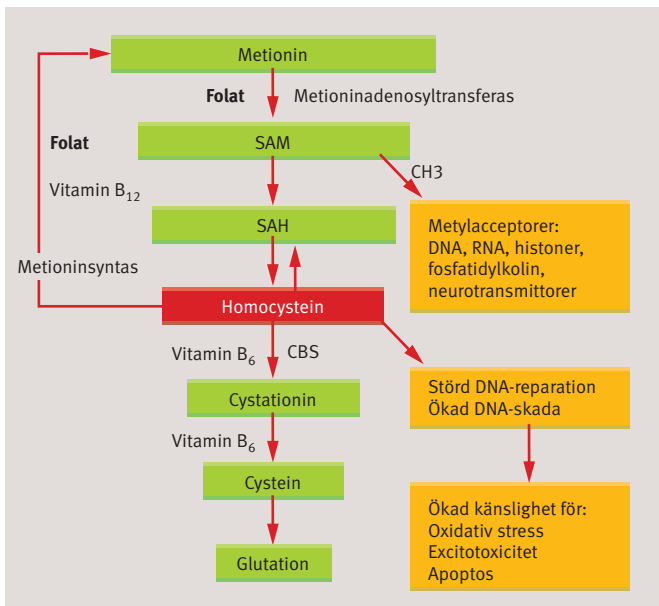 Metionin
Folat
Metioninadenosyltransferas
Folat
SAM
CH3
Vitamin B12
SAH
Metylacceptorer:
DNA, RNA, histoner,
fosfatidylkolin,
neurotransmittorer
Metioninsyntas
Homocystein
Vitamin B6
CBS
Störd DNA-reparation
Ökad DNA-skada
Cystationin
Vitamin B6
Cystein
Ökad känslighet för:
Oxidativ stress
Excitotoxicitet
Apoptos
Glutation